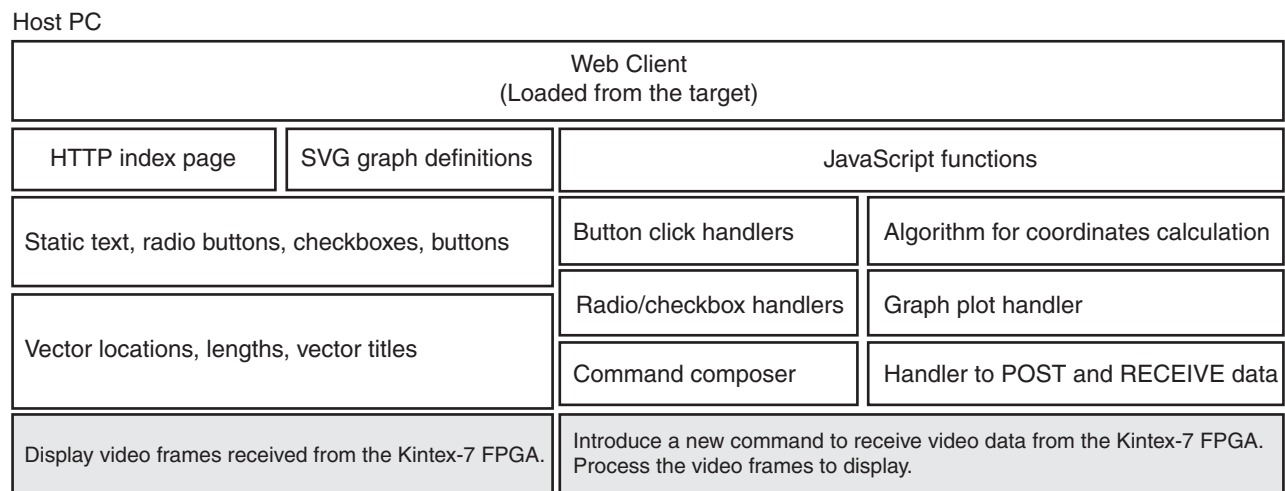 Host PC
Web Client
(Loaded from the target)
HTTP index page
SVG graph definitions
JavaScript functions
Static text, radio buttons, checkboxes, buttons
Button click handlers
Algorithm for coordinates calculation
Radio/checkbox handlers
Graph plot handler
Vector locations, lengths, vector titles
Command composer
Handler to POST and RECEIVE data
Display video frames received from the Kintex-7 FPGA.
Introduce a new command to receive video data from the Kintex-7 FPGA.
Process the video frames to display.